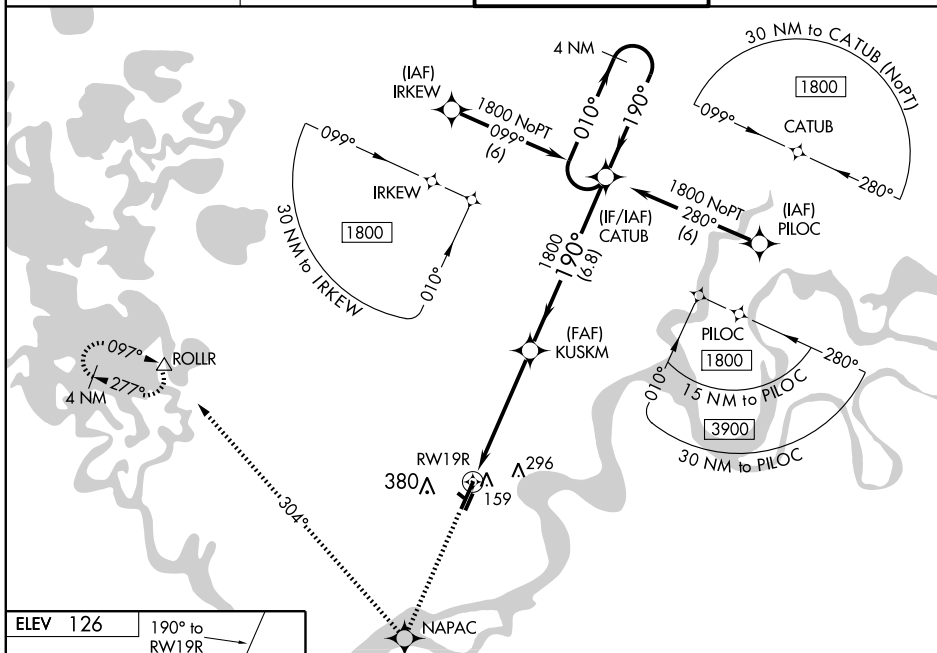 4 NM
(IAF)
IRKEW
1800 NoPT
099°
(6)
010°
190°
30 NM to CATUB (NoPT)
1800
099°
CATUB
280°
099°
IRKEW
1800
30 NM to IRKEW
010°
(IF/IAF)
CATUB
1800 NoPT
280°
(6)
(IAF)
PILOC
1800
190°
(6.8)
(FAF)
KUSKM
PILOC
1800
280°
010°
15 NM to PILOC
3900
30 NM to PILOC
097°
ROLLR
277°
4 NM
RW19R
380
296
159
304°
NAPAC
ELEV 126
190° to
RW19R